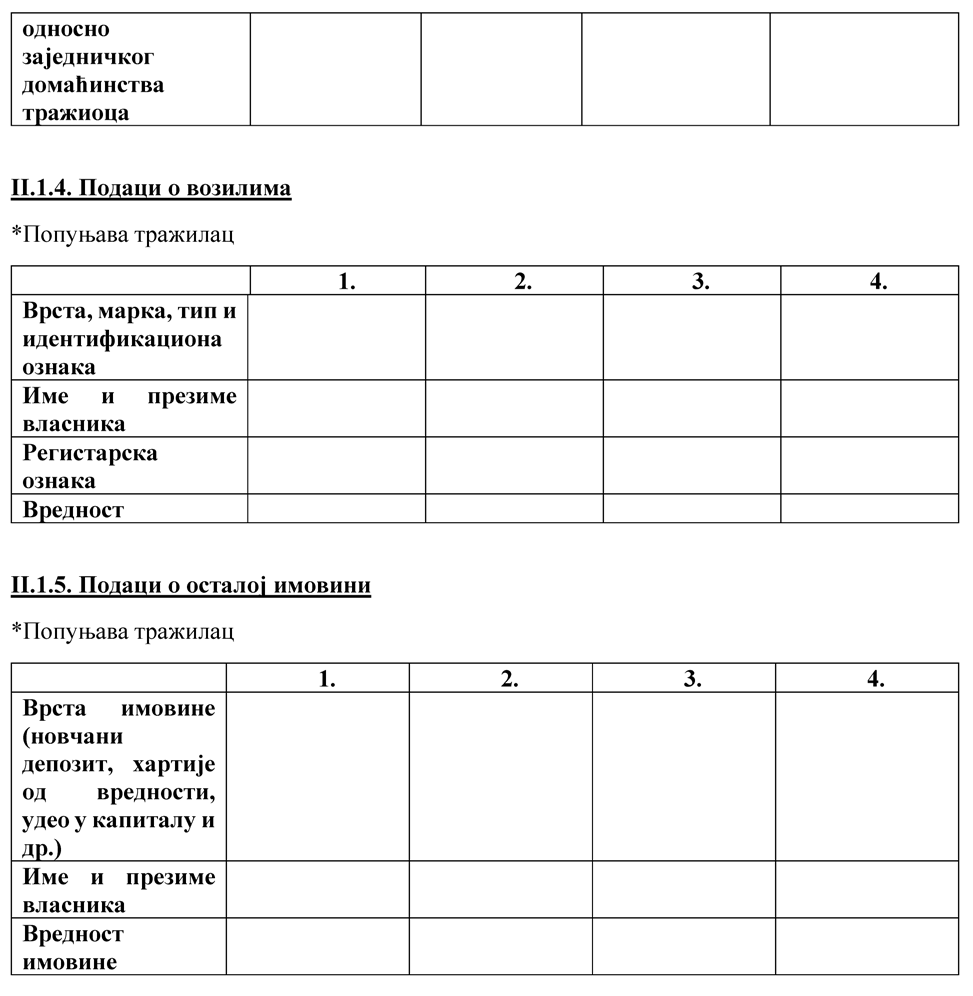 односно
заједничког
домаћинства
тражиоца
II.1.4. Подаци о возилима
*Попуњава тражилац
1. 2. 3. 4.
Врста, марка, тип и
идентификациона
ознака
Име и презиме
власника
Регистарска
ознака
Вредност
II.1.5. Подаци о осталој имовини
*Попуњава тражилац
1. 2. 3. 4.
Врста имовине
(новчани
депозит, хартије
од вредности,
удео у капиталу и
др.)
Име и презиме
власника
Вредност
имовине